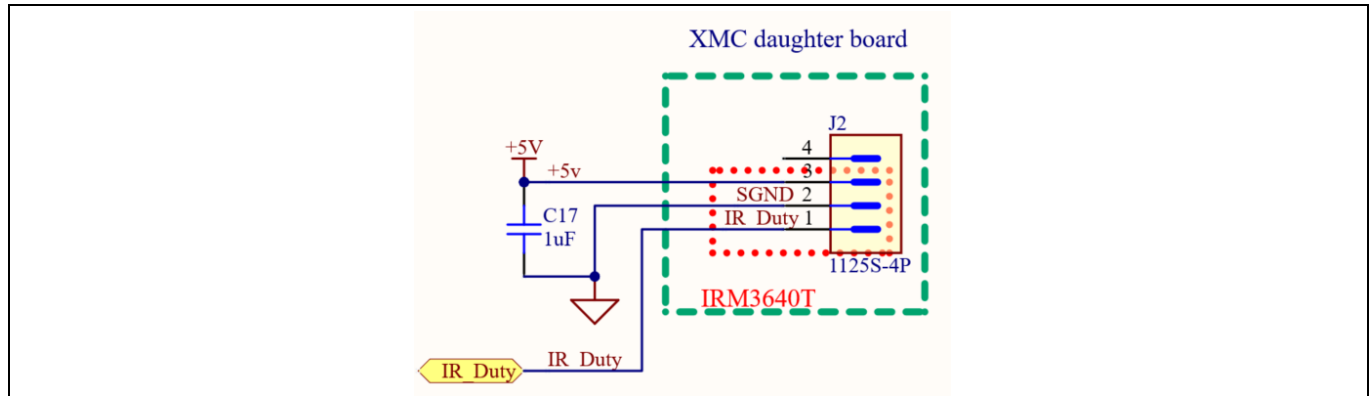 XMC daughter board
J2
+5V
4
+5v
3
SGND 2
C17
IR_Duty 1
1uF
1125S-4P
IRM3640T
IR_Duty
IR_Duty